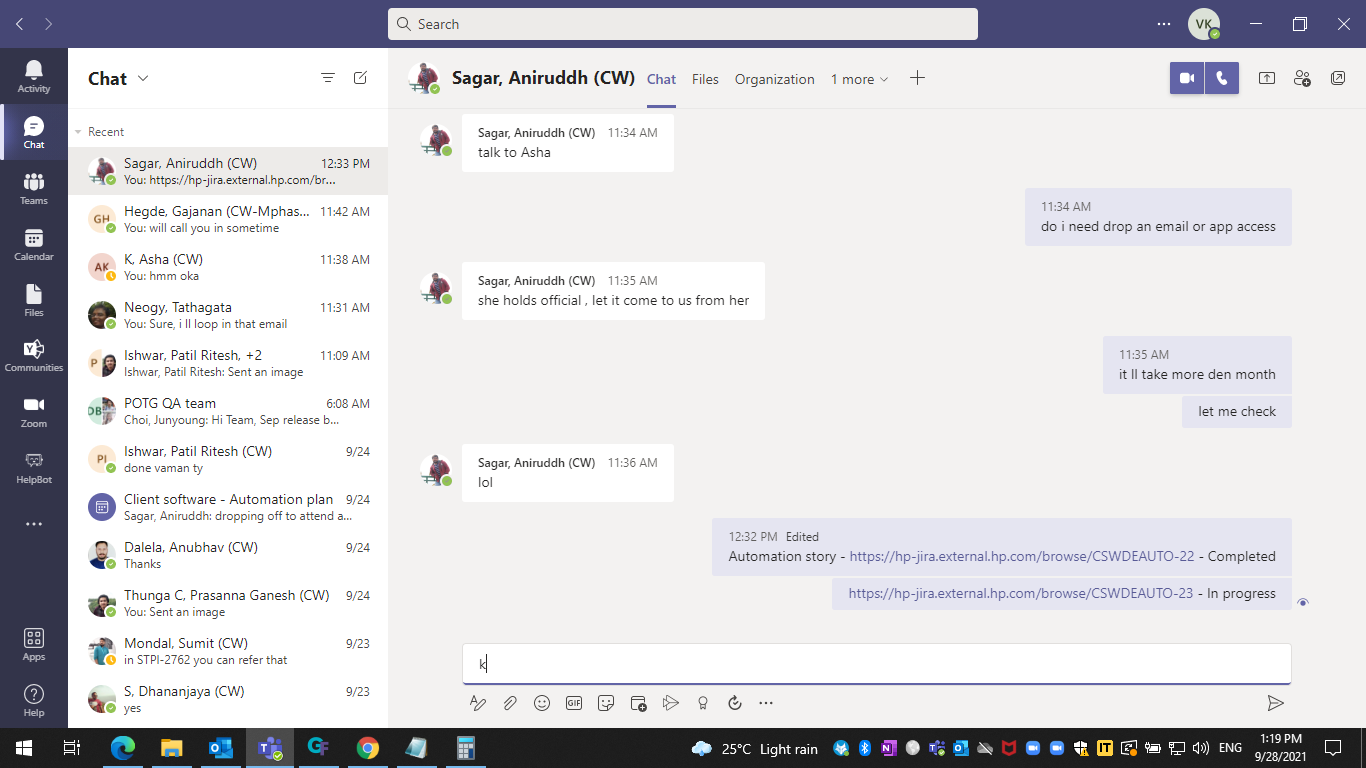 Search
VK
Activity
Chat
Teams
Calendar
Files
Communities
Zoom
HelpBot
Apps
Help
Chat
Recent
Sagar, Aniruddh (CW) 12:33 PM
You: https://hp-jira.external.hp.com/br...
GH
Hegde, Gajanan (CW-Mphas... 11:42 AM
You: will call you in sometime
AK
K, Asha (CW) 11:38 AM
You: hmm oka
Neogy, Tathagata 11:31 AM
You: Sure, i ll loop in that email
P
Ishwar, Patil Ritesh, +2 11:09 AM
Ishwar, Patil Ritesh: Sent an image
DB
POTG QA team 6:08 AM
Choi, Junyoung: Hi Team, Sep release b...
PI
Ishwar, Patil Ritesh (CW) 9/24
done vaman ty
Client software - Automation plan 9/24
Sagar, Aniruddh: dropping off to attend a...
Dalela, Anubhav (CW) 9/24
Thanks
Thunga C, Prasanna Ganesh (CW) 9/24
You: Sent an image
Mondal, Sumit (CW) 9/23
in STPI-2762 you can refer that
S, Dhananjaya (CW) 9/23
yes
Sagar, Aniruddh (CW) Chat Files Organization 1 more
Sagar, Aniruddh (CW) 11:34 AM
talk to Asha
11:34 AM
do i need drop an email or app access
Sagar, Aniruddh (CW) 11:35 AM
she holds official , let it come to us from her
11:35 AM
it ll take more den month
let me check
Sagar, Aniruddh (CW) 11:36 AM
lol
12:32 PM Edited
Automation story - https://hp-jira.external.hp.com/browse/CSWDEAUTO-22 - Completed
https://hp-jira.external.hp.com/browse/CSWDEAUTO-23 - In progress
k
GIF
25°C Light rain
IT
ENG
1:19 PM
9/28/2021